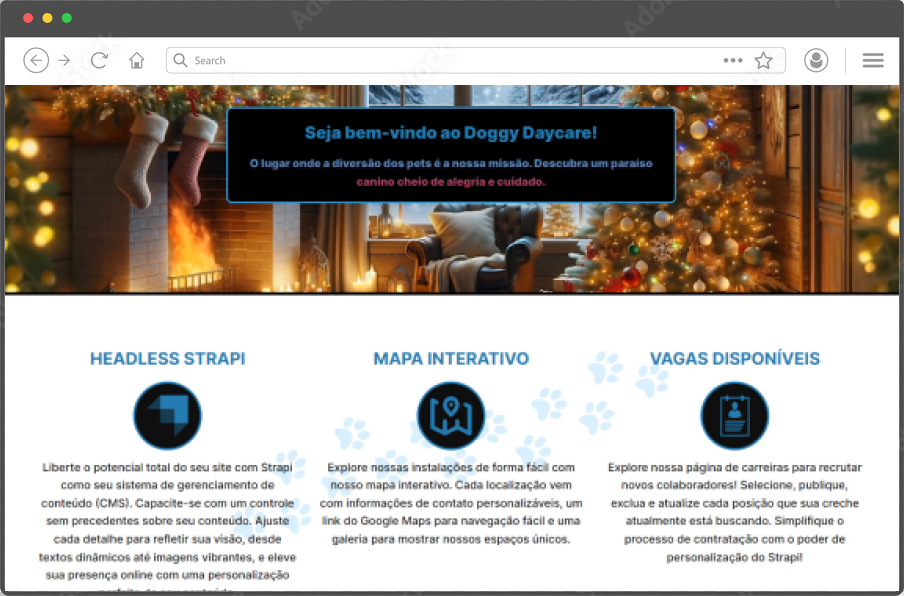 Search
Seja bem-vindo ao Doggy Daycare!
O lugar onde a diversão dos pets é a nossa missão. Descubra um paraíso
canino cheio de alegria e cuidado.
HEADLESS STRAPI
Liberte o potencial total do seu site com Strapi
como seu sistema de gerenciamento de
conteúdo (CMS). Capacite-se com um controle
sem precedentes sobre seu conteúdo. Ajuste
cada detalhe para refletir sua visão, desde
textos dinâmicos até imagens vibrantes, e eleve
sua presença online com uma personalização
MAPA INTERATIVO
Explore nossas instalações de forma fácil com
nosso mapa interativo. Cada localização vem
com informações de contato personalizáveis, um
link do Google Maps para navegação fácil e uma
galeria para mostrar nossos espaços únicos.
VAGAS DISPONÍVEIS
Explore nossa página de carreiras para recrutar
novos colaboradores! Selecione, publique,
exclua e atualize cada posição que sua creche
atualmente está buscando. Simplifique o
processo de contratação com o poder de
personalização do Strapi!